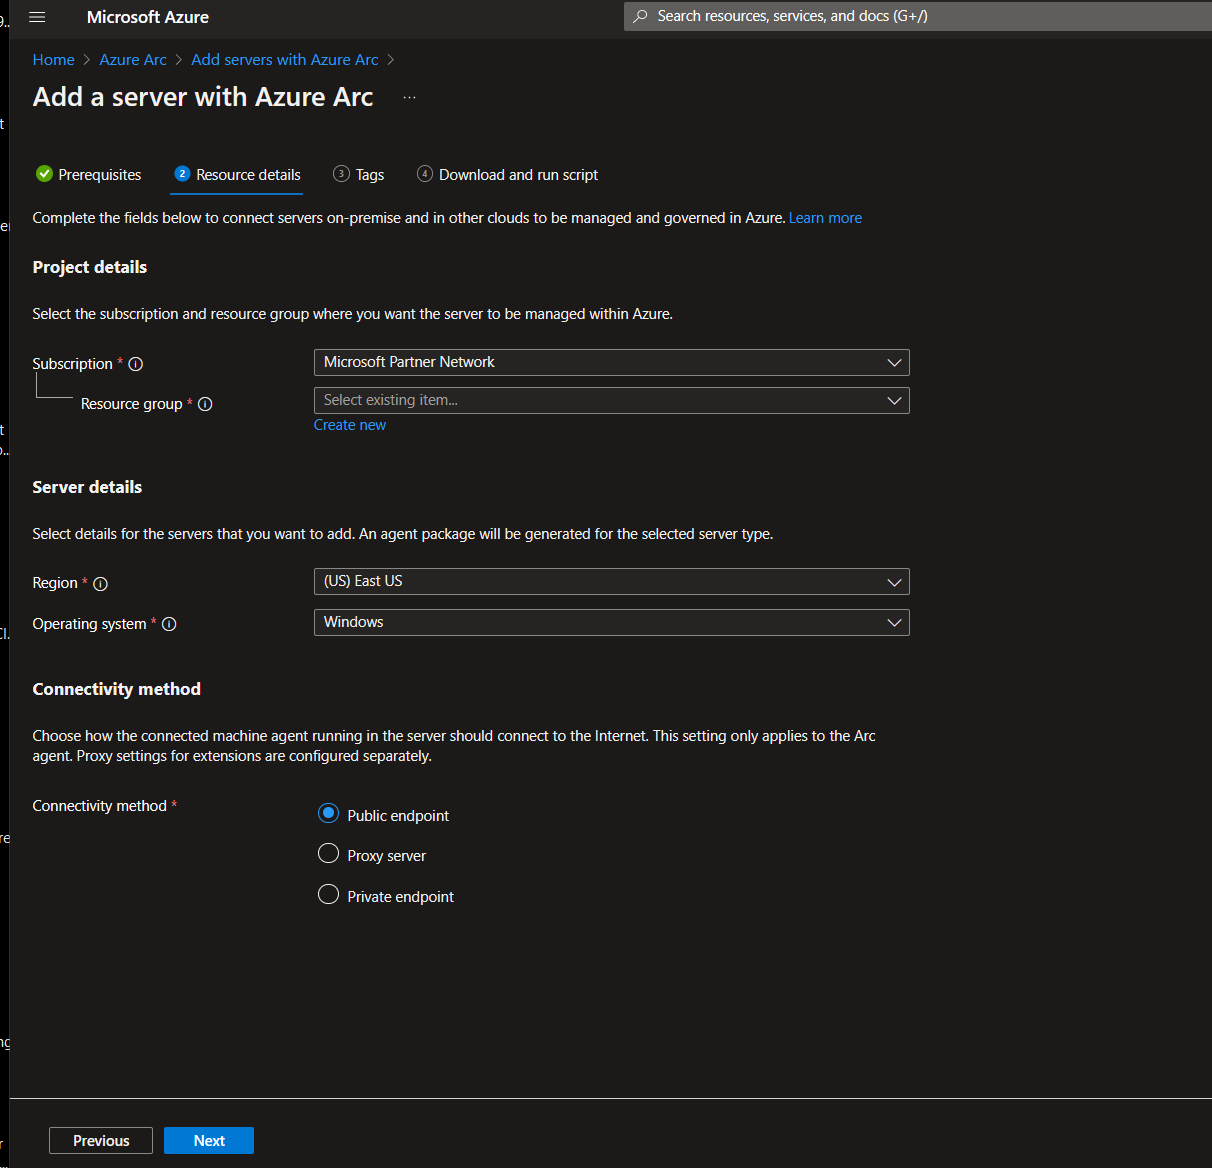 Microsoft Azure
Search resources, services, and docs (G+/)
Home > Azure Arc > Add servers with Azure Arc >
Add a server with Azure Arc ...
Prerequisites 2 Resource details 3 Tags 4 Download and run script
Complete the fields below to connect servers on-premise and in other clouds to be managed and governed in Azure. Learn more
Project details
Select the subscription and resource group where you want the server to be managed within Azure.
Subscription *
Microsoft Partner Network
Resource group *
Select existing item...
Create new
Server details
Select details for the servers that you want to add. An agent package will be generated for the selected server type.
Region *
(US) East US
Operating system *
Windows
Connectivity method
Choose how the connected machine agent running in the server should connect to the Internet. This setting only applies to the Arc
agent. Proxy settings for extensions are configured separately.
Connectivity method *
Public endpoint
Proxy server
Private endpoint
Previous Next